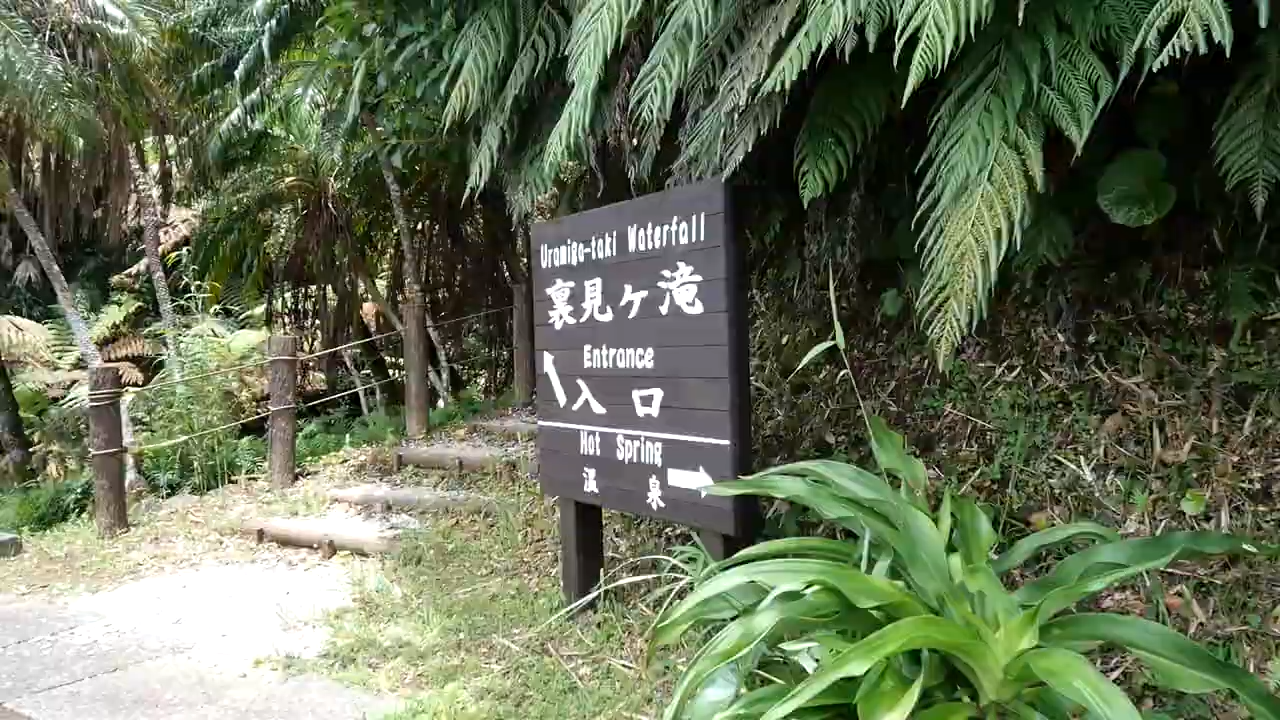 Uramiga-taki Waterfall
裏見ヶ滝
Entrance
入口
Hot Spring
温泉